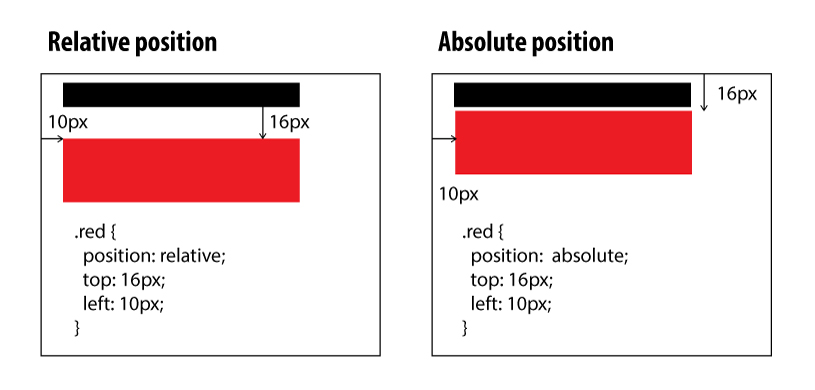 Relative position
10px
16px
.red {
position: relative;
top: 16px;
left: 10px;
}
Absolute position
16px
10px
.red {
position:  absolute;
top: 16px;
left: 10px;
}